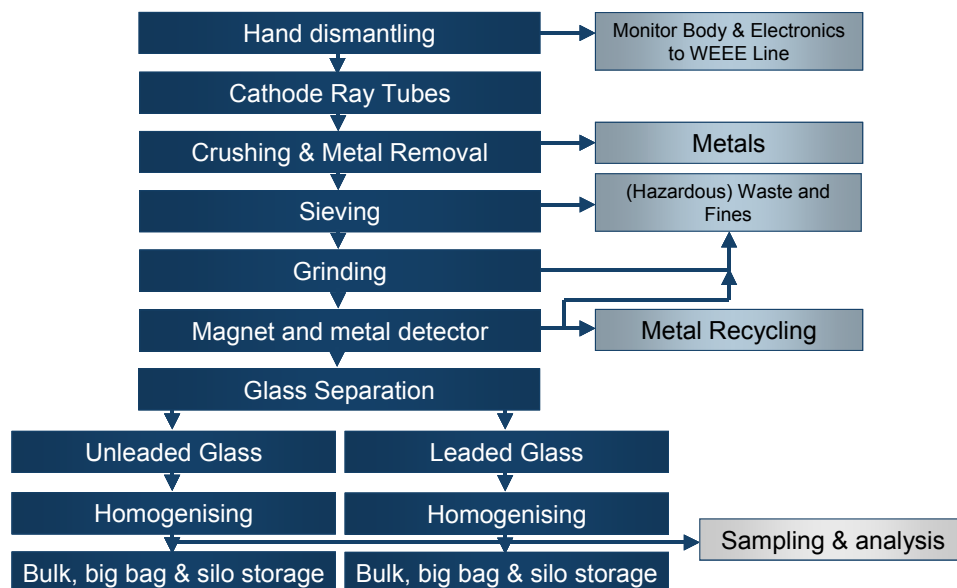 Hand dismantling
Monitor Body & Electronics
to WEEE Line
Cathode Ray Tubes
Crushing & Metal Removal
Metals
Sieving
(Hazardous) Waste and
Fines
Grinding
Magnet and metal detector
Metal Recycling
Glass Separation
Unleaded Glass
Leaded Glass
Homogenising
Homogenising
Sampling & analysis
Bulk, big bag & silo storage
Bulk, big bag & silo storage